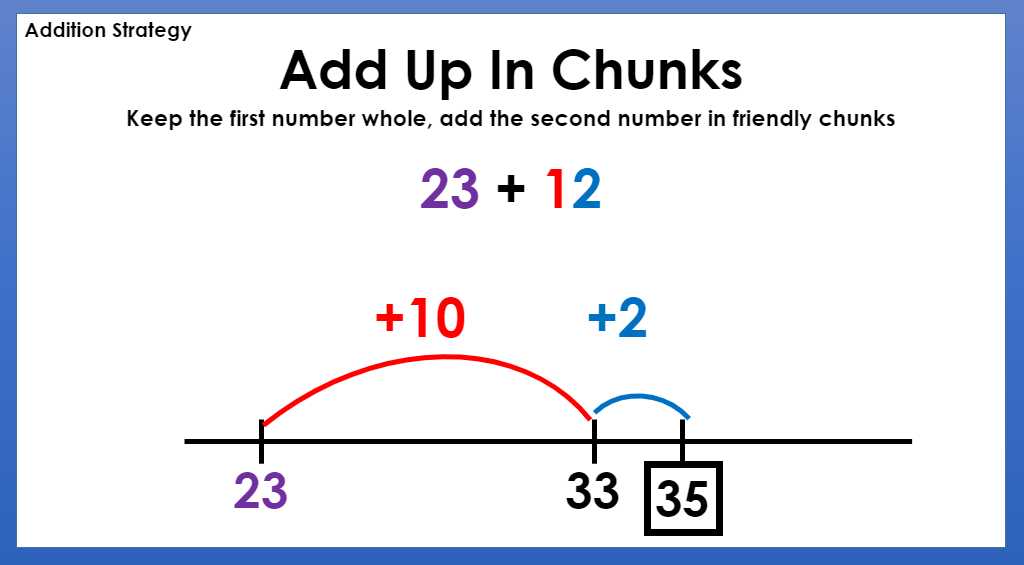 Addition Strategy
Add Up In Chunks
Keep the first number whole, add the second number in friendly chunks
23 + 12
+10 +2
23 33 35